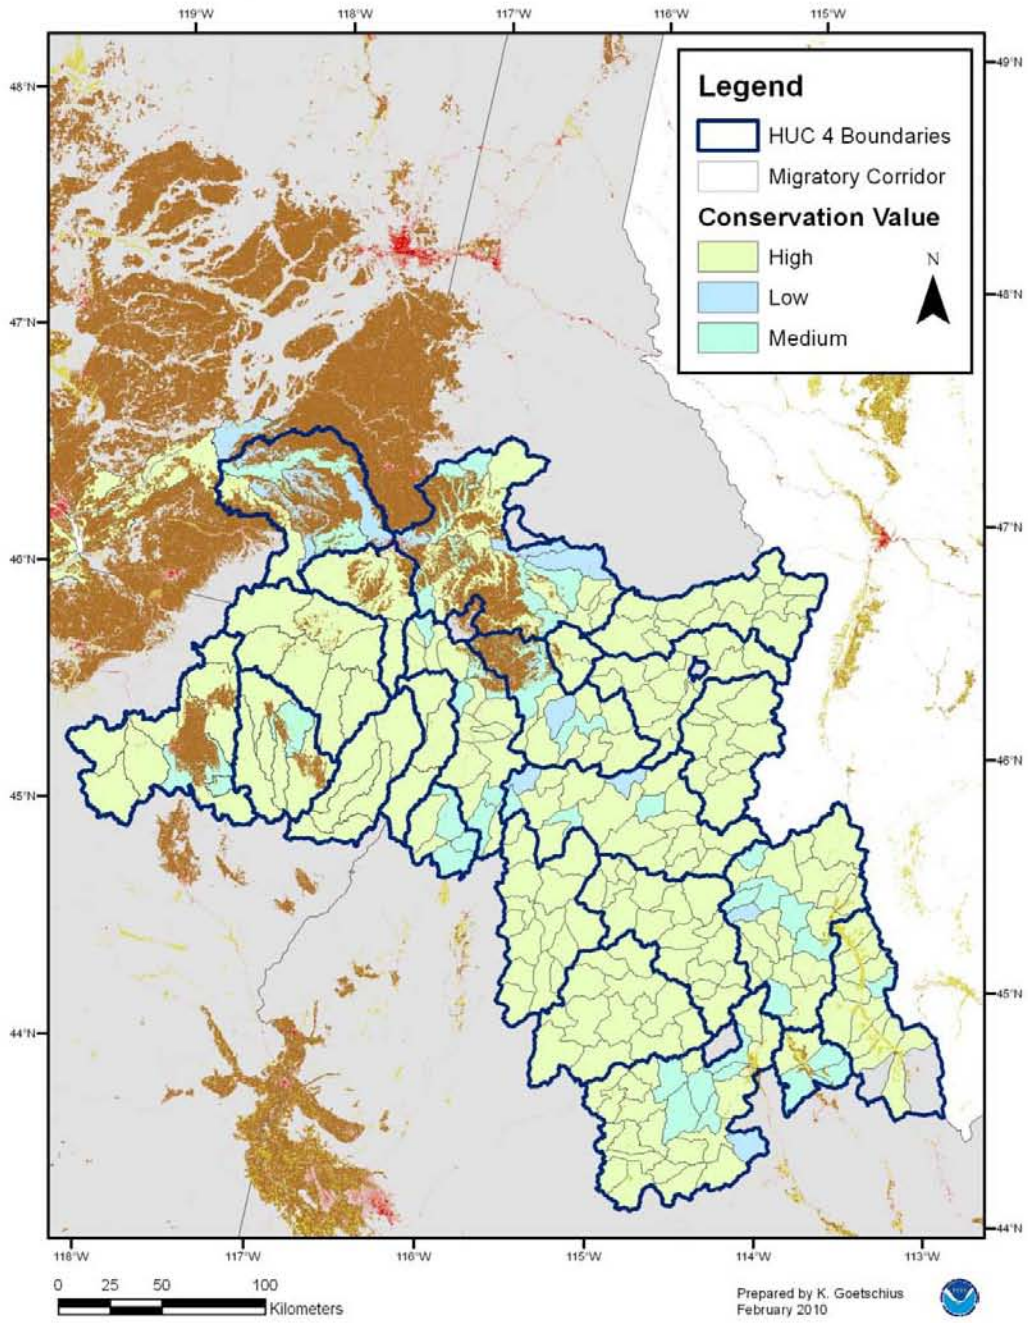 119°W 118°W 117°W 116°W 115°W
48°N
49°N
Legend
HUC 4 Boundaries
Migratory Corridor
Conservation Value
High
N
Low
48°N
Medium
47°N
47°N
46°N
46°N
45°N
45°N
44°N
44°N
118°W 117°W 116°W 115°W 114°W 113°W
0 25 50 100
Kilometers
Prepared by K. Goetschius
February 2010